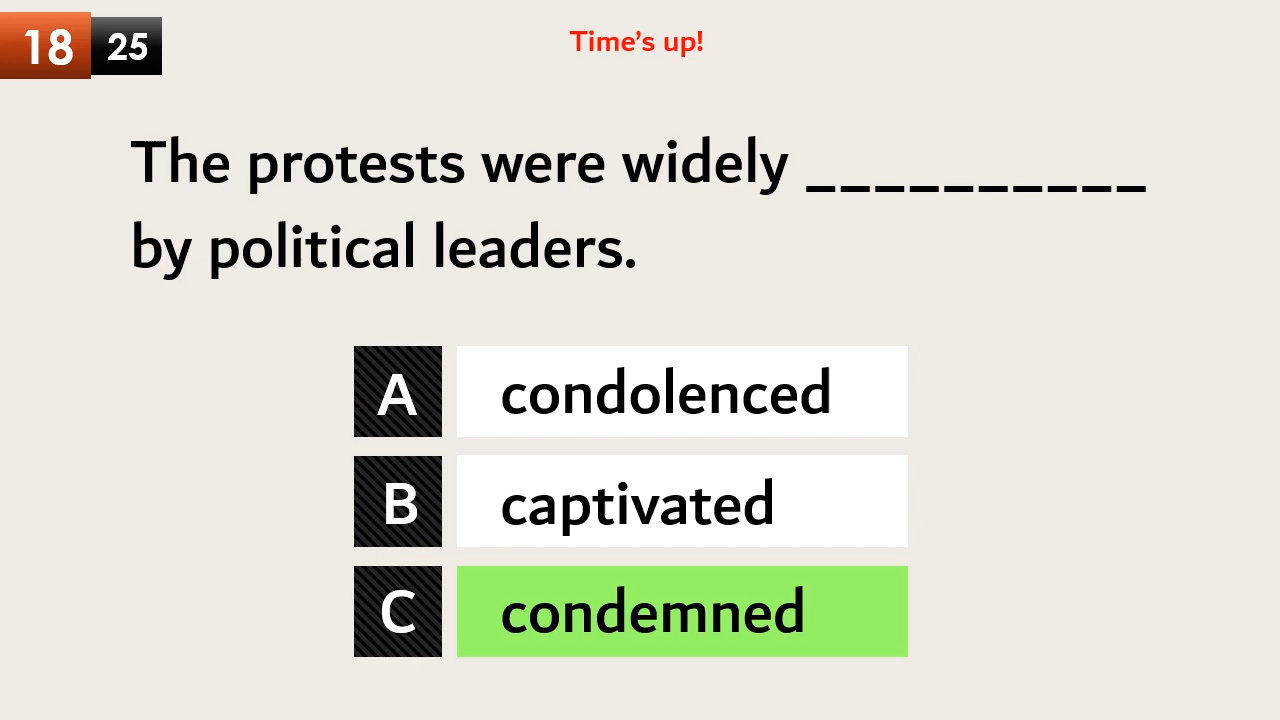 18 25
Time's up!
The protests were widely __________
by political leaders.
A condolenced
B captivated
C condemned